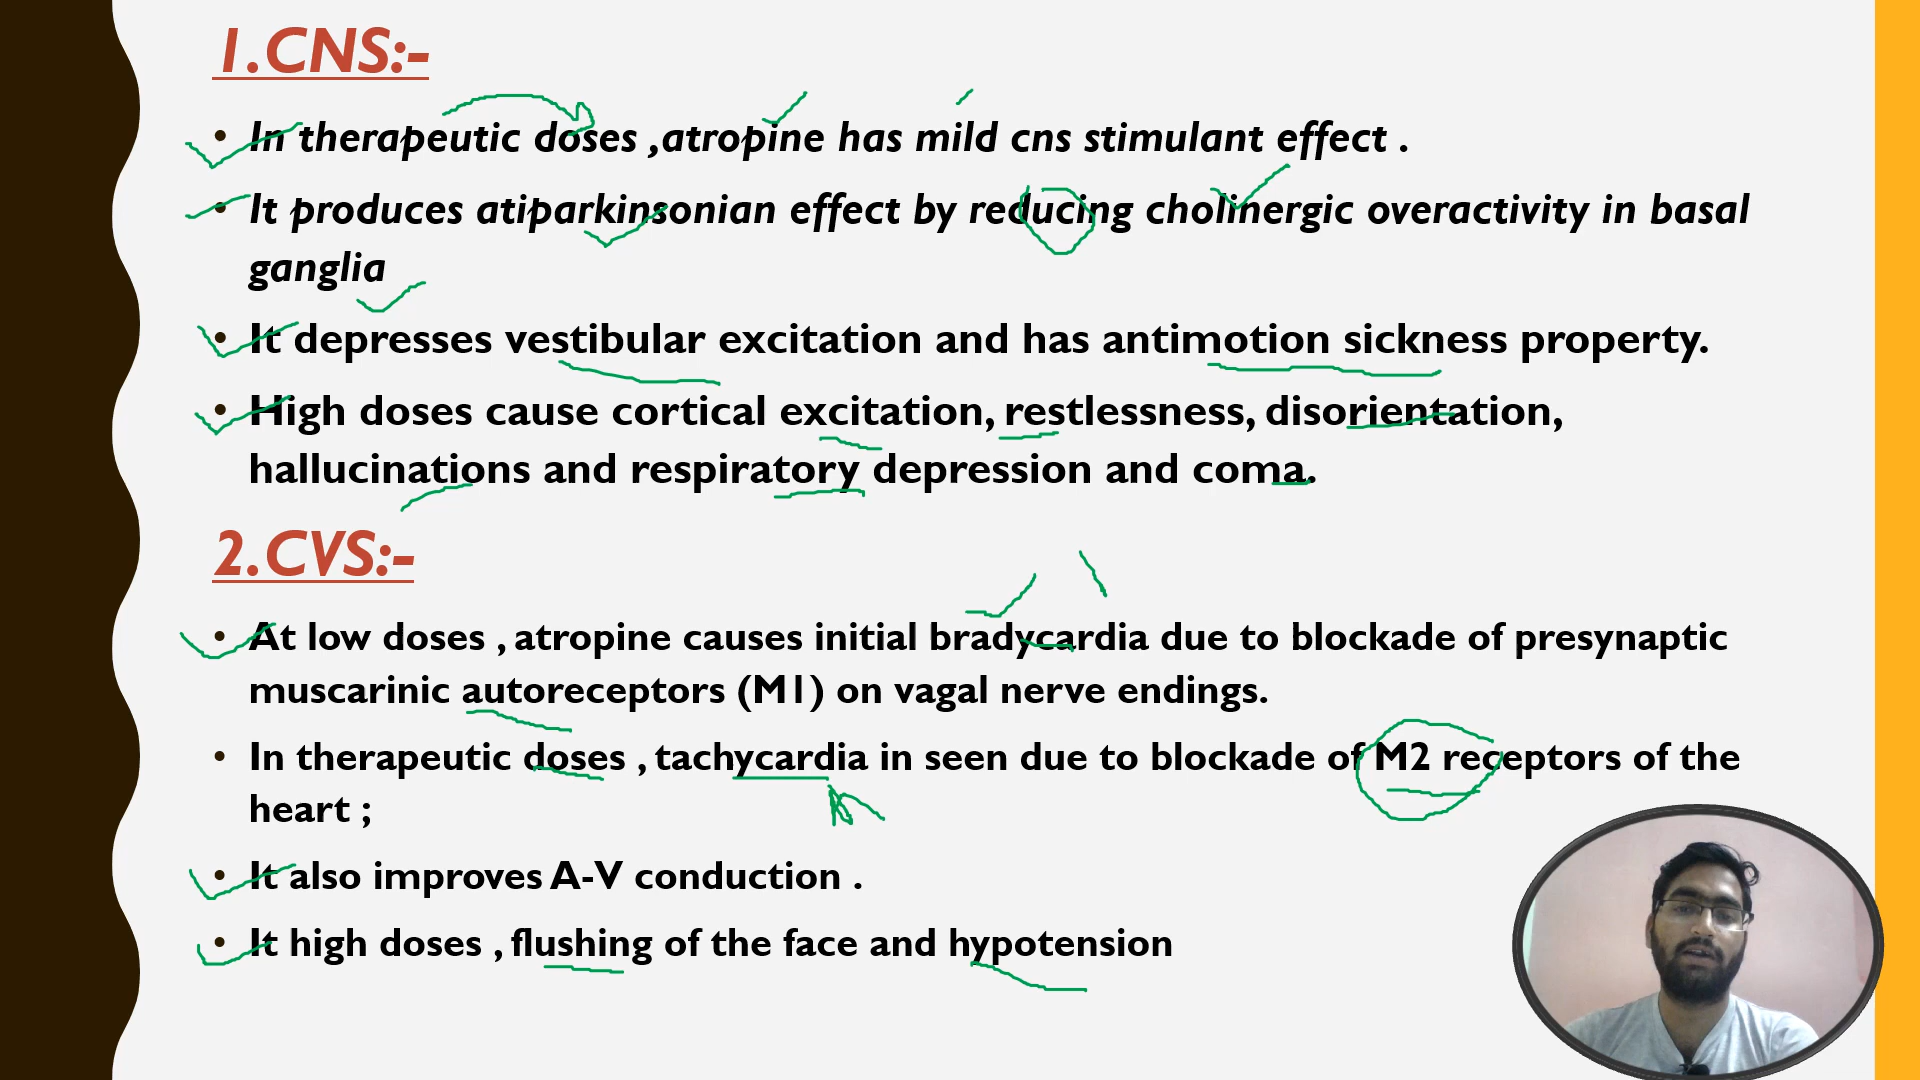 1.CNS:-
• In therapeutic doses ,atropine has mild cns stimulant effect .
• It produces atiparkinsonian effect by reducing cholinergic overactivity in basal
ganglia
• It depresses vestibular excitation and has antimotion sickness property.
• High doses cause cortical excitation, restlessness, disorientation,
hallucinations and respiratory depression and coma.
2.CVS:-
• At low doses , atropine causes initial bradycardia due to blockade of presynaptic
muscarinic autoreceptors (M1) on vagal nerve endings.
• In therapeutic doses , tachycardia in seen due to blockade of M2 receptors of the
heart ;
• It also improves A-V conduction .
• It high doses , flushing of the face and hypotension